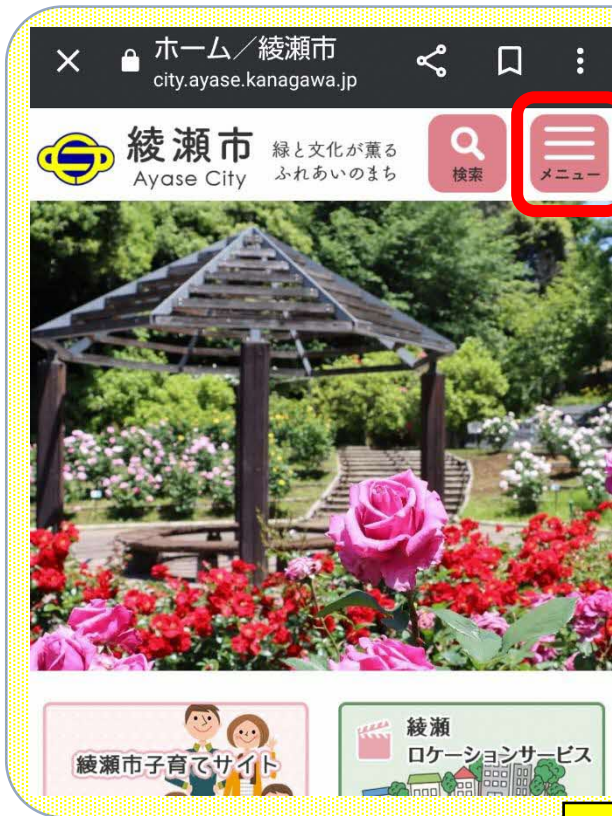 ホーム／綾瀬市
city.ayase.kanagawa.jp
綾瀬市
Ayase City
緑と文化が薫る
ふれあいのまち
検索
メニュー
綾瀬市子育てサイト
綾瀬
ロケーションサービス